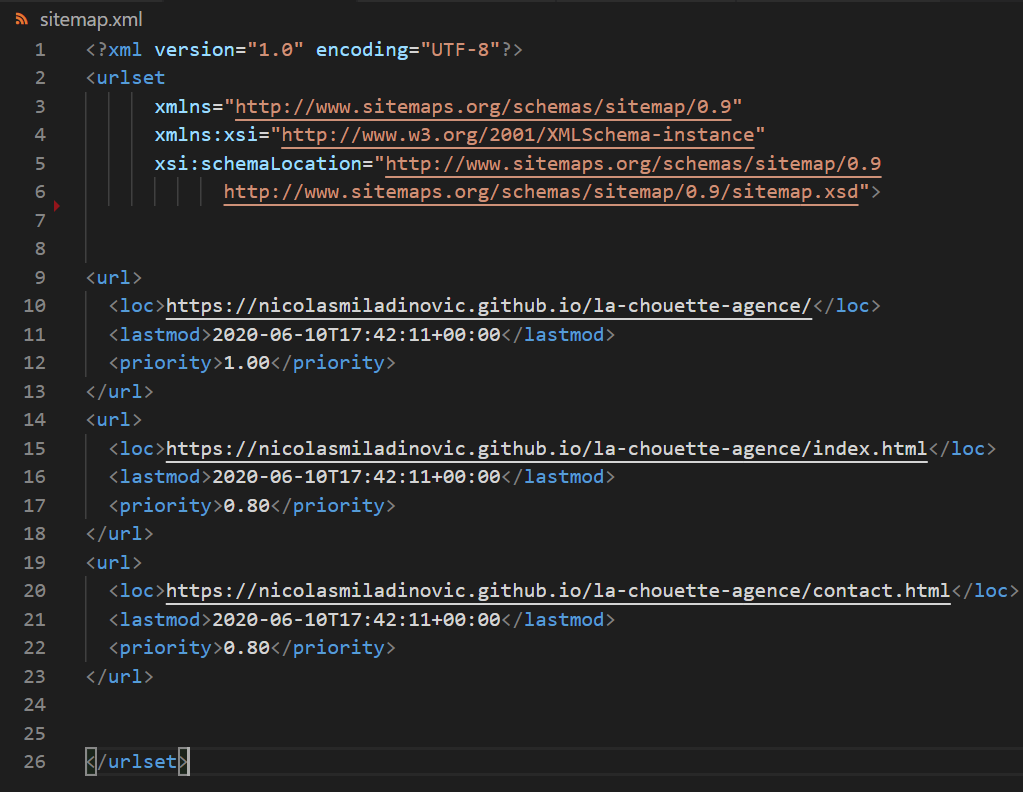 sitemap.xml
1 <?xml version="1.0" encoding="UTF-8"?>
2 <urlset
3 xmlns="http://www.sitemaps.org/schemas/sitemap/0.9"
4 xmlns:xsi="http://www.w3.org/2001/XMLSchema-instance"
5 xsi:schemaLocation="http://www.sitemaps.org/schemas/sitemap/0.9
6 http://www.sitemaps.org/schemas/sitemap/0.9/sitemap.xsd">
7
8
9 <url>
10 <loc>https://nicolasmiladinovic.github.io/la-chouette-agence/</loc>
11 <lastmod>2020-06-10T17:42:11+00:00</lastmod>
12 <priority>1.00</priority>
13 </url>
14 <url>
15 <loc>https://nicolasmiladinovic.github.io/la-chouette-agence/index.html</loc>
16 <lastmod>2020-06-10T17:42:11+00:00</lastmod>
17 <priority>0.80</priority>
18 </url>
19 <url>
20 <loc>https://nicolasmiladinovic.github.io/la-chouette-agence/contact.html</loc>
21 <lastmod>2020-06-10T17:42:11+00:00</lastmod>
22 <priority>0.80</priority>
23 </url>
24
25
26 </urlset>